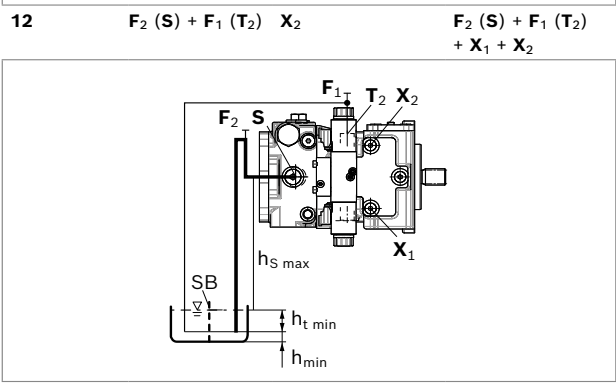 12 F₂ (S) + F₁ (T₂) X₂ F₂ (S) + F₁ (T₂)
+ X₁ + X₂
F₁ T₂ X₂
F₂ S
X₁
hS max
SB
ht min
hmin